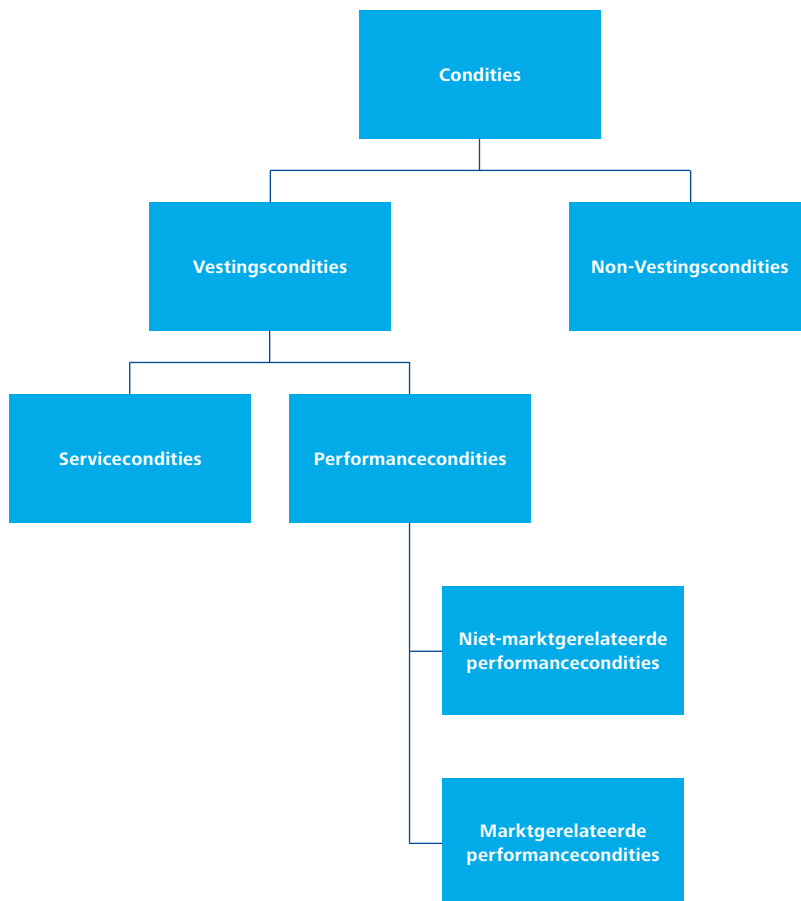 Condities
Vestingscondities
Non-Vestingscondities
Servicecondities
Performancecondities
Niet-marktgerelateerde
performancecondities
Marktgerelateerde
performancecondities